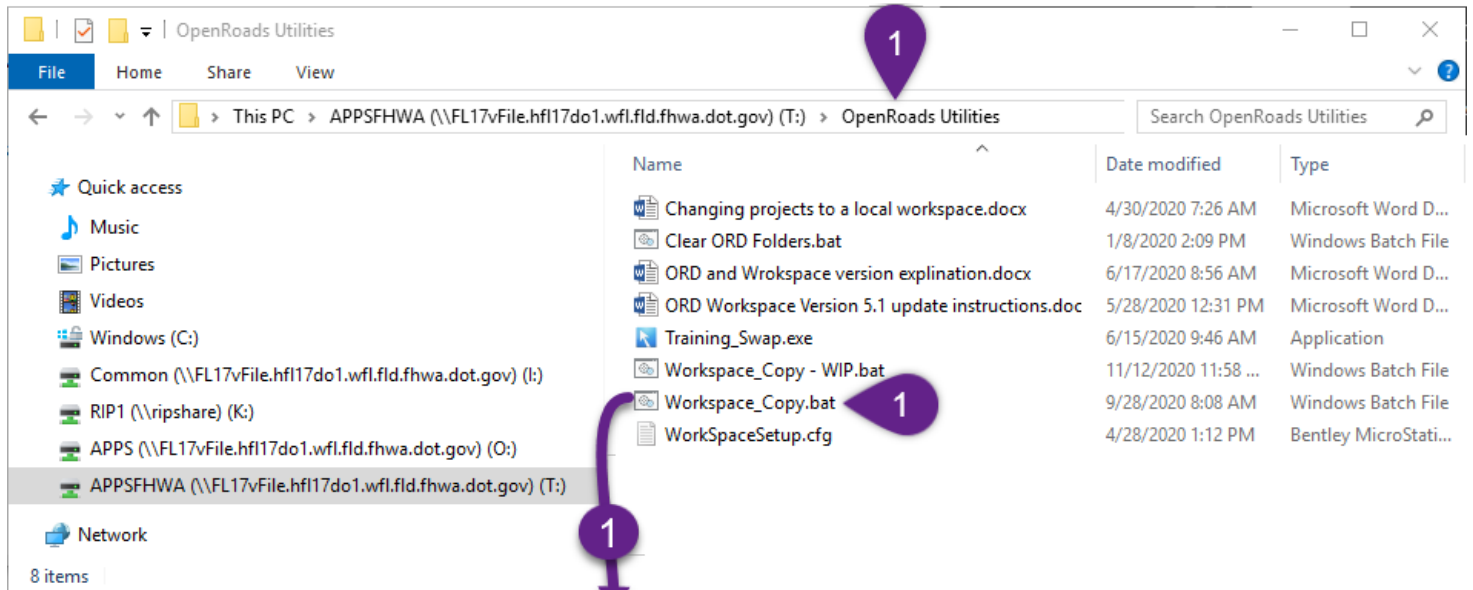 OpenRoads Utilities
1
File Home Share View
This PC > APPSFHWA (\\FL17vFile.hfl17do1.wfl.fld.fhwa.dot.gov) (T:) > OpenRoads Utilities
Search OpenRoads Utilities
Name Date modified Type
Quick access
Music
Pictures
Videos
Windows (C:)
Common (\\FL17vFile.hfl17do1.wfl.fld.fhwa.dot.gov) (I:)
RIP1 (\\ripshare) (K:)
APPS (\\FL17vFile.hfl17do1.wfl.fld.fhwa.dot.gov) (O:)
APPSFHWA (\\FL17vFile.hfl17do1.wfl.fld.fhwa.dot.gov) (T:)
Network
Changing projects to a local workspace.docx 4/30/2020 7:26 AM Microsoft Word D...
Clear ORD Folders.bat 1/8/2020 2:09 PM Windows Batch File
ORD and Wrokspace version explination.docx 6/17/2020 8:56 AM Microsoft Word D...
ORD Workspace Version 5.1 update instructions.doc 5/28/2020 12:31 PM Microsoft Word D...
Training_Swap.exe 6/15/2020 9:46 AM Application
Workspace_Copy - WIP.bat 11/12/2020 11:58 ... Windows Batch File
Workspace_Copy.bat 1 9/28/2020 8:08 AM Windows Batch File
WorkSpaceSetup.cfg 4/28/2020 1:12 PM Bentley MicroStati...
1
8 items